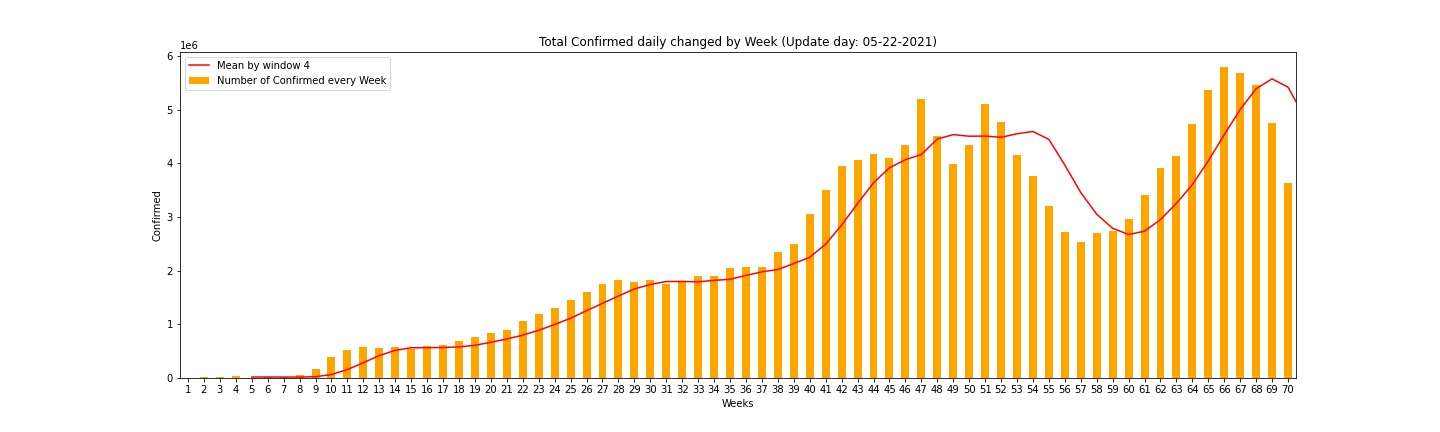 Total Confirmed daily changed by Week (Update day: 05-22-2021)
1e6
Mean by window 4
Number of Confirmed every Week
6
5
4
3
2
1
0
Confirmed
1 2 3 4 5 6 7 8 9 10 11 12 13 14 15 16 17 18 19 20 21 22 23 24 25 26 27 28 29 30 31 32 33 34 35 36 37 38 39 40 41 42 43 44 45 46 47 48 49 50 51 52 53 54 55 56 57 58 59 60 61 62 63 64 65 66 67 68 69 70
Weeks